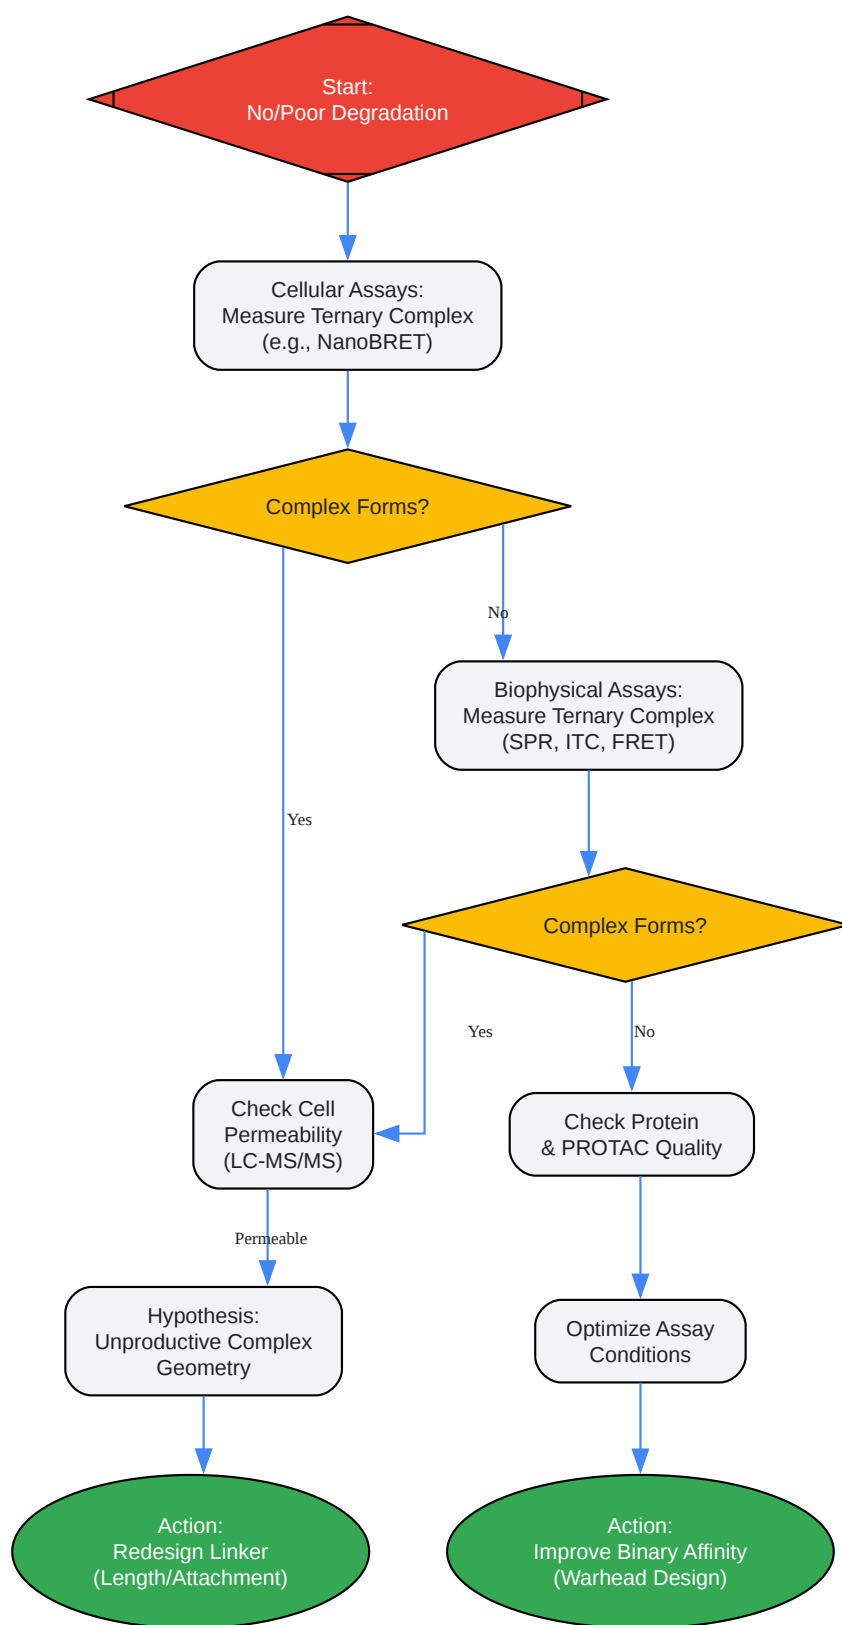 Start:
No/Poor Degradation
Cellular Assays:
Measure Ternary Complex
(e.g., NanoBRET)
Complex Forms?
No
Biophysical Assays:
Measure Ternary Complex
(SPR, ITC, FRET)
Yes
Complex Forms?
Yes
No
Check Cell
Permeability
(LC-MS/MS)
Check Protein
& PROTAC Quality
Permeable
Hypothesis:
Unproductive Complex
Geometry
Optimize Assay
Conditions
Action:
Redesign Linker
(Length/Attachment)
Action:
Improve Binary Affinity
(Warhead Design)